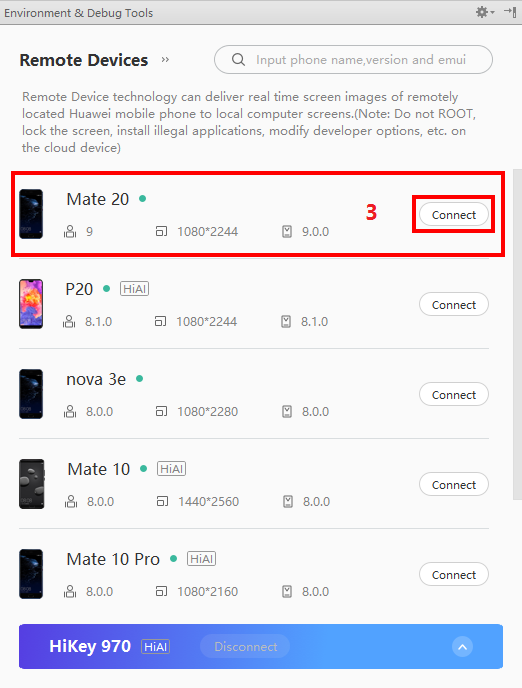 Environment & Debug Tools
Remote Devices
Input phone name,version and emui
Remote Device technology can deliver real time screen images of remotely
located Huawei mobile phone to local computer screens.(Note: Do not ROOT,
lock the screen, install illegal applications, modify developer options, etc. on
the cloud device)
Mate 20
9 1080*2244 9.0.0
3
Connect
P20 HiAI
8.1.0 1080*2244 8.1.0
Connect
nova 3e
8.0.0 1080*2280 8.0.0
Connect
Mate 10 HiAI
8.0.0 1440*2560 8.0.0
Connect
Mate 10 Pro HiAI
8.0.0 1080*2160 8.0.0
Connect
HiKey 970 HiAI Disconnect